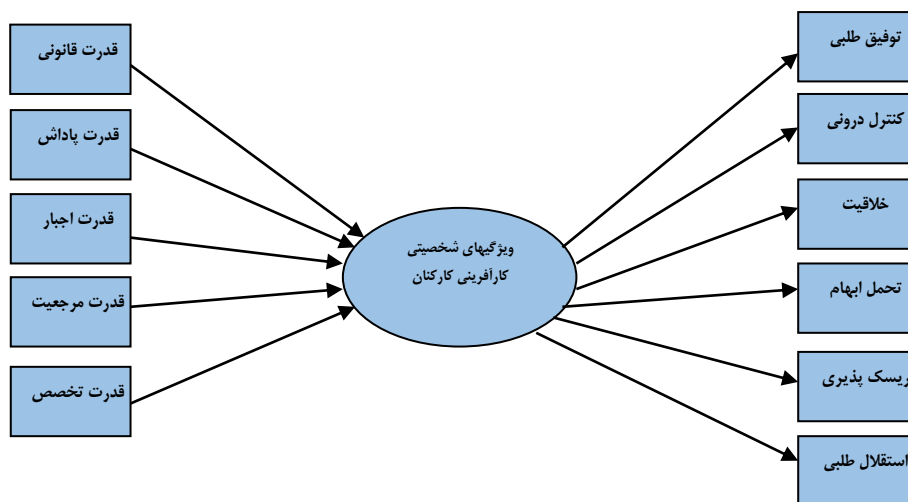 توفیق طلبی
کنترل درونی
خلاقیت
تحمل ابهام
ریسک پذیری
استقلال طلبی
ویژگیهای شخصیتی
کارآفرینی کارکنان
قدرت قانونی
قدرت پاداش
قدرت اجبار
قدرت مرجعیت
قدرت تخصص